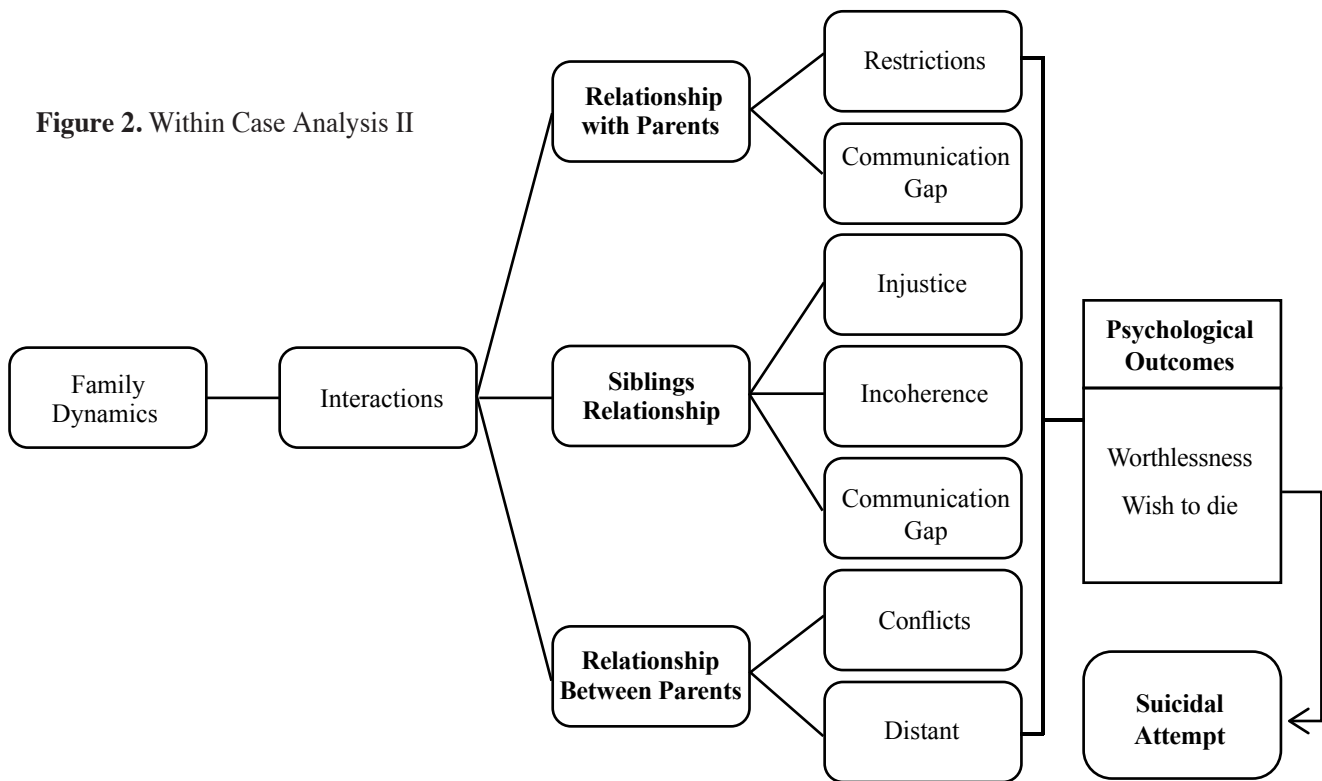 Figure 2. Within Case Analysis II
Family
Dynamics
Interactions
Relationship
with Parents
Siblings
Relationship
Relationship
Between Parents
Restrictions
Communication
Gap
Injustice
Incoherence
Communication
Gap
Conflicts
Distant
Psychological
Outcomes
Worthlessness
Wish to die
Suicidal
Attempt